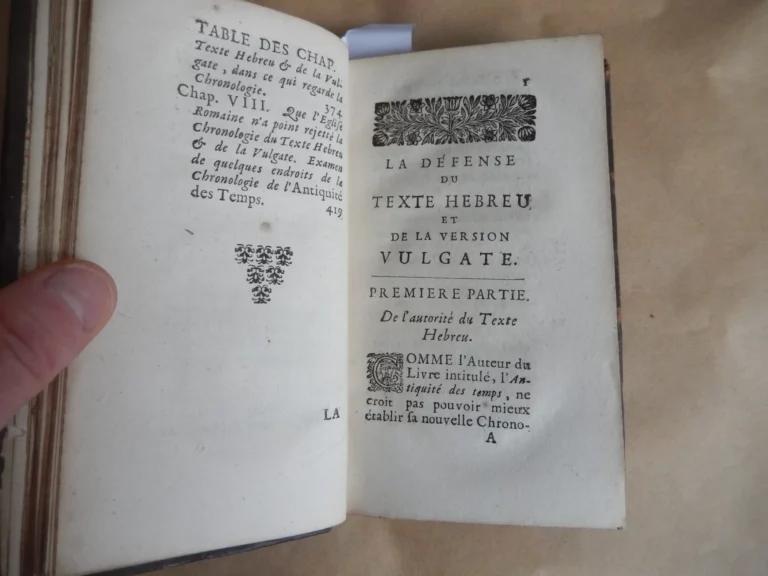 TABLE DES CHAP.
Texte Hebreu & de la Vul-
gate, dans ce qui regarde la
Chronologie. 374
Chap. VIII. Que l'Eglise
Romaine n'a point rejetté la
Chronologie du Texte Hebreu
& de la Vulgate. Examen
de quelques endroits de la
Chronologie de l'Antiquité
des Temps. 419
LA
1
LA DÉFENSE
DU
TEXTE HEBREU
ET
DE LA VERSION
VULGATE.
PREMIERE PARTIE.
De l'autorité du Texte
Hebreu.
COMME l'Auteur du
Livre intitulé, l'An-
tiquité des temps, ne
croit pas pouvoir mieux
établir sa nouvelle Chrono-
A